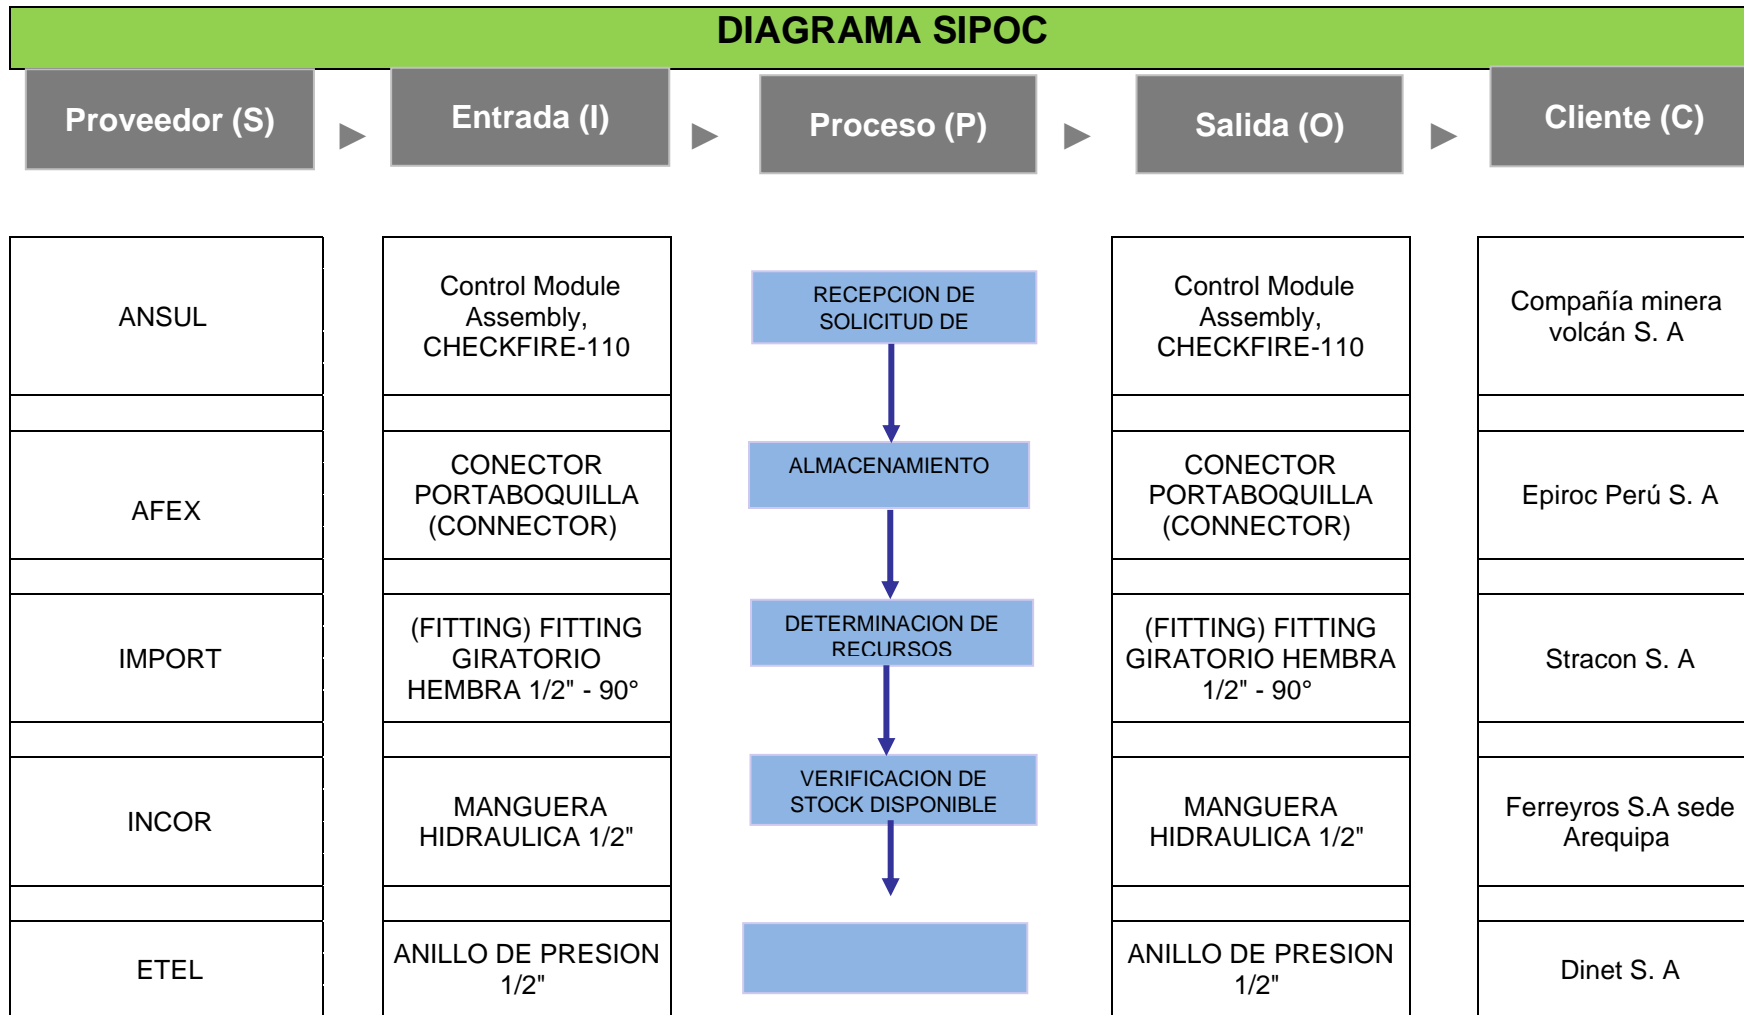 DIAGRAMA SIPOC
Proveedor (S)
Entrada (I)
Proceso (P)
Salida (O)
Cliente (C)
ANSUL
Control Module
Assembly,
CHECKFIRE-110
RECEPCION DE
SOLICITUD DE
Control Module
Assembly,
CHECKFIRE-110
Compañía minera
volcán S. A
AFEX
CONECTOR
PORTABOQUILLA
(CONNECTOR)
ALMACENAMIENTO
CONECTOR
PORTABOQUILLA
(CONNECTOR)
Epiroc Perú S. A
IMPORT
(FITTING) FITTING
GIRATORIO
HEMBRA 1/2" - 90°
DETERMINACION DE
RECURSOS
(FITTING) FITTING
GIRATORIO HEMBRA
1/2" - 90°
Stracon S. A
INCOR
MANGUERA
HIDRAULICA 1/2"
VERIFICACION DE
STOCK DISPONIBLE
MANGUERA
HIDRAULICA 1/2"
Ferreyros S.A sede
Arequipa
ETEL
ANILLO DE PRESION
1/2"
ANILLO DE PRESION
1/2"
Dinet S. A